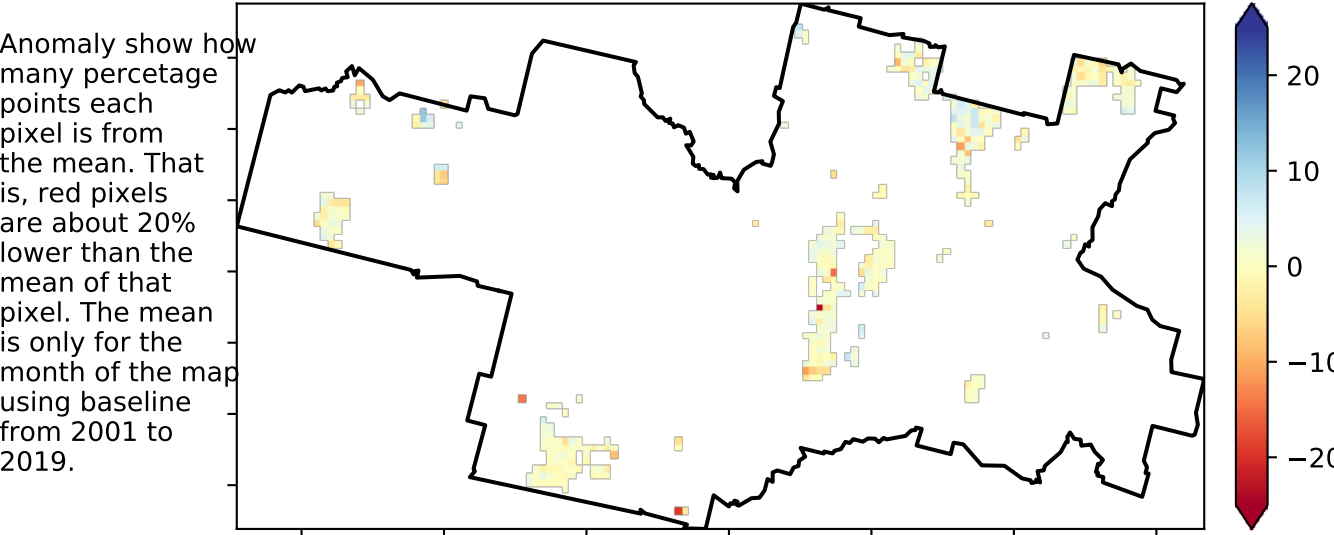 Anomaly show how
many percetage
points each
pixel is from
the mean. That
is, red pixels
are about 20%
lower than the
mean of that
pixel. The mean
is only for the
month of the map
using baseline
from 2001 to
2019.
20
10
0
−10
−20